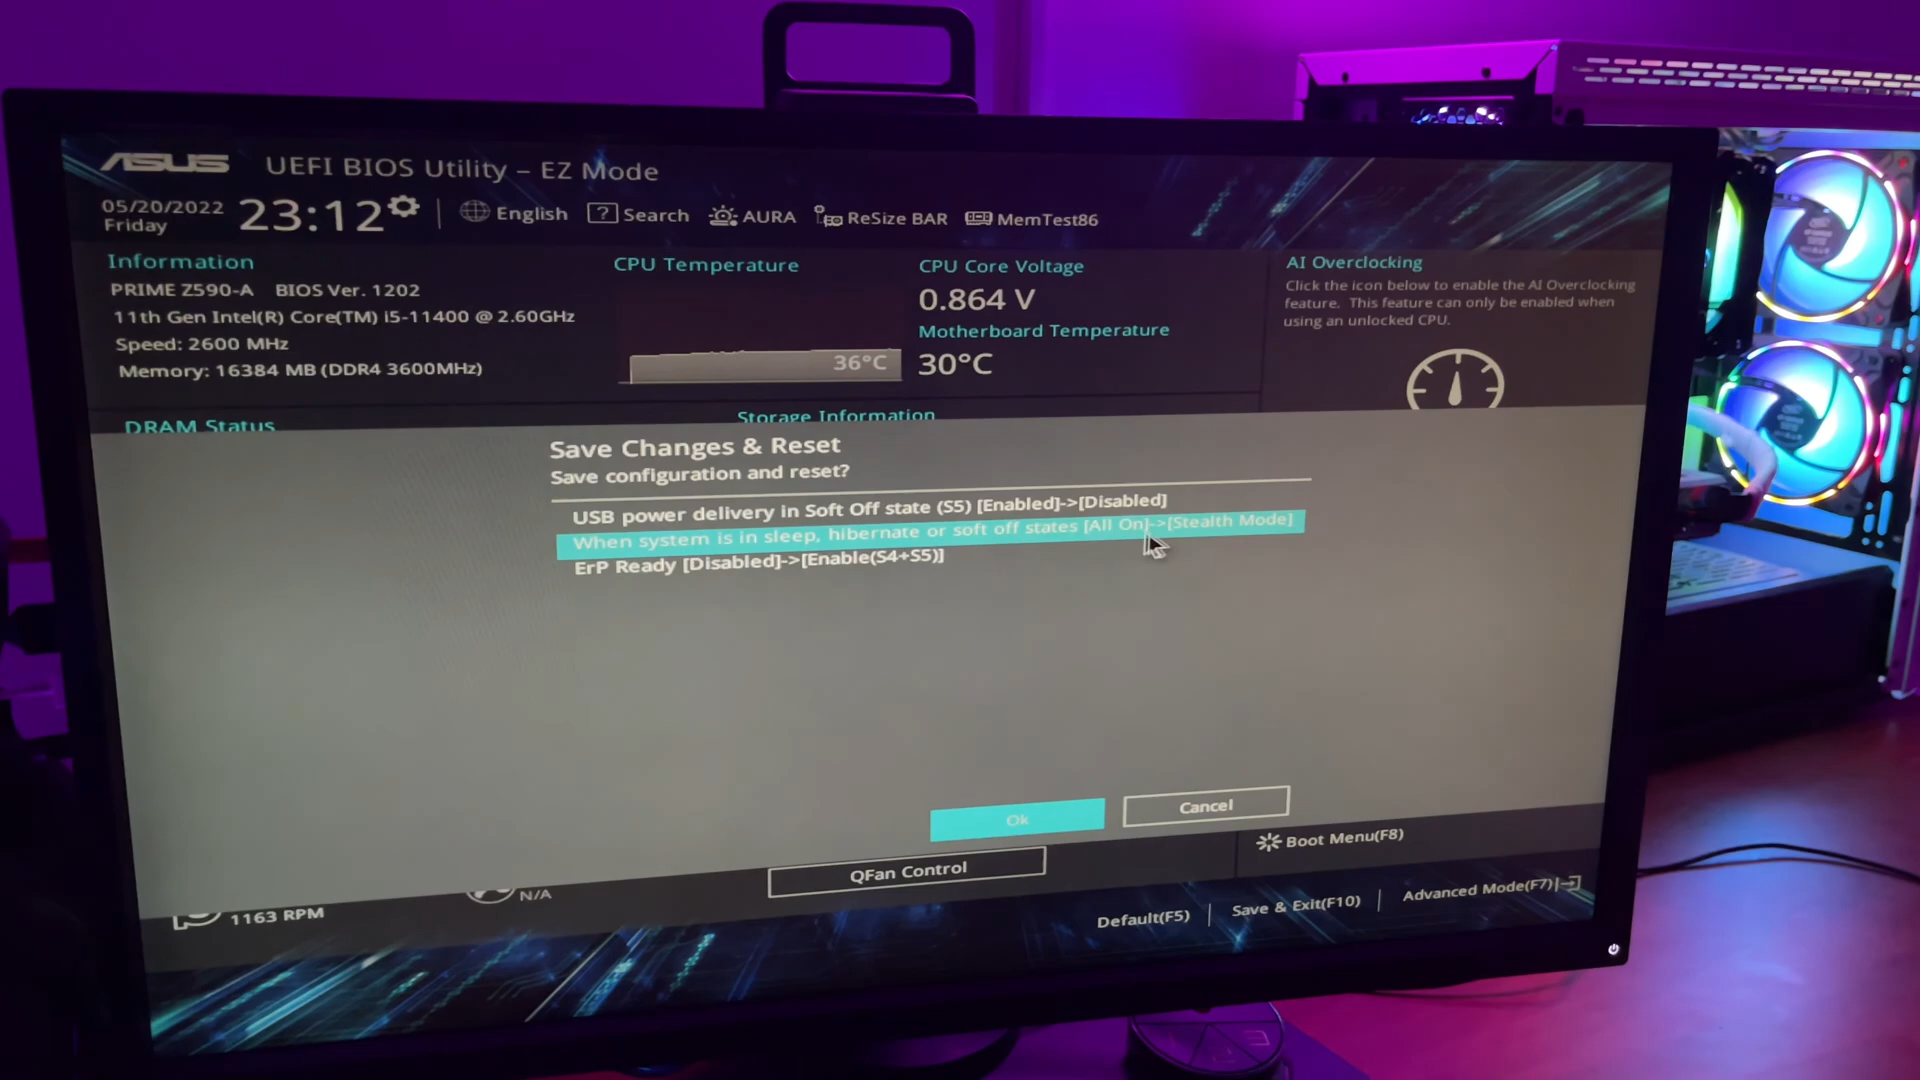 ASUS UEFI BIOS Utility – EZ Mode
05/20/2022
Friday
23:12
English
? Search
AURA
ReSize BAR
MemTest86
Information
PRIME Z590-A BIOS Ver. 1202
11th Gen Intel(R) Core(TM) i5-11400 @ 2.60GHz
Speed: 2600 MHz
Memory: 16384 MB (DDR4 3600MHz)
CPU Temperature
36°C
CPU Core Voltage
0.864 V
Motherboard Temperature
30°C
AI Overclocking
Click the icon below to enable the AI Overclocking
feature. This feature can only be enabled when
using an unlocked CPU.
DRAM Status
Storage Information
Save Changes & Reset
Save configuration and reset?
USB power delivery in Soft Off state (S5) [Enabled]->[Disabled]
When system is in sleep, hibernate or soft off states [All On]->[Stealth Mode]
ErP Ready [Disabled]->[Enable(S4+S5)]
Ok
Cancel
1163 RPM
N/A
QFan Control
Boot Menu(F8)
Default(F5)
Save & Exit(F10)
Advanced Mode(F7)